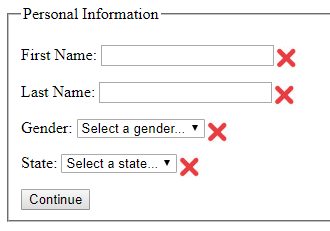 Personal Information
First Name:
Last Name:
Gender: Select a gender...
State: Select a state...
Continue